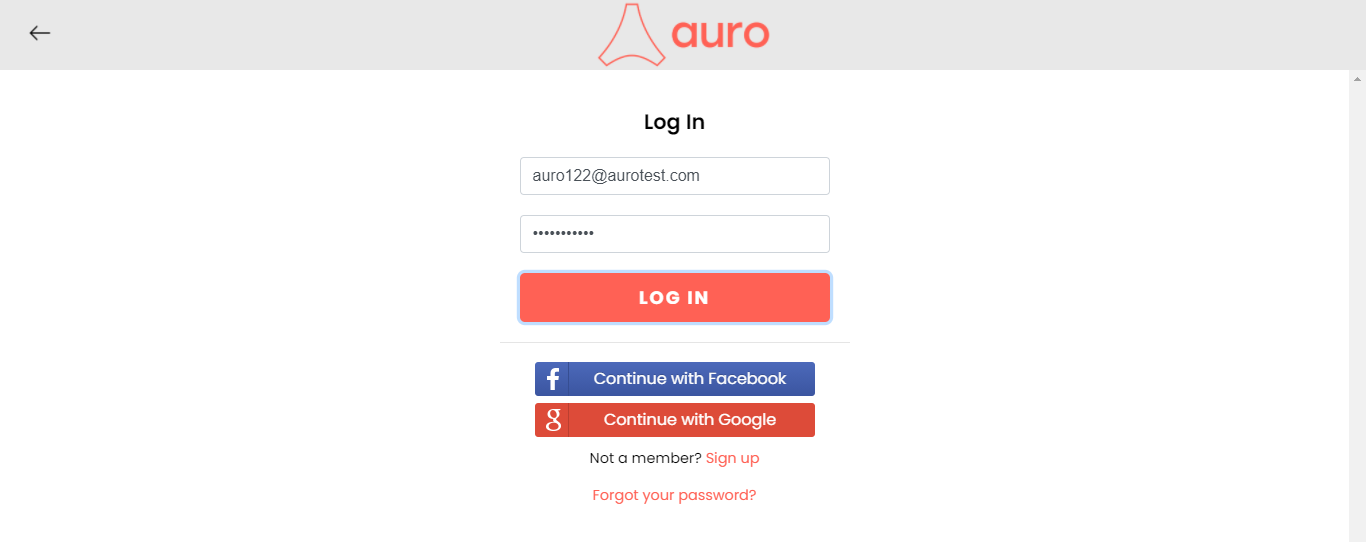 auro
Log In
auro122@aurotest.com
•••••••••••
LOG IN
f Continue with Facebook
g Continue with Google
Not a member? Sign up
Forgot your password?